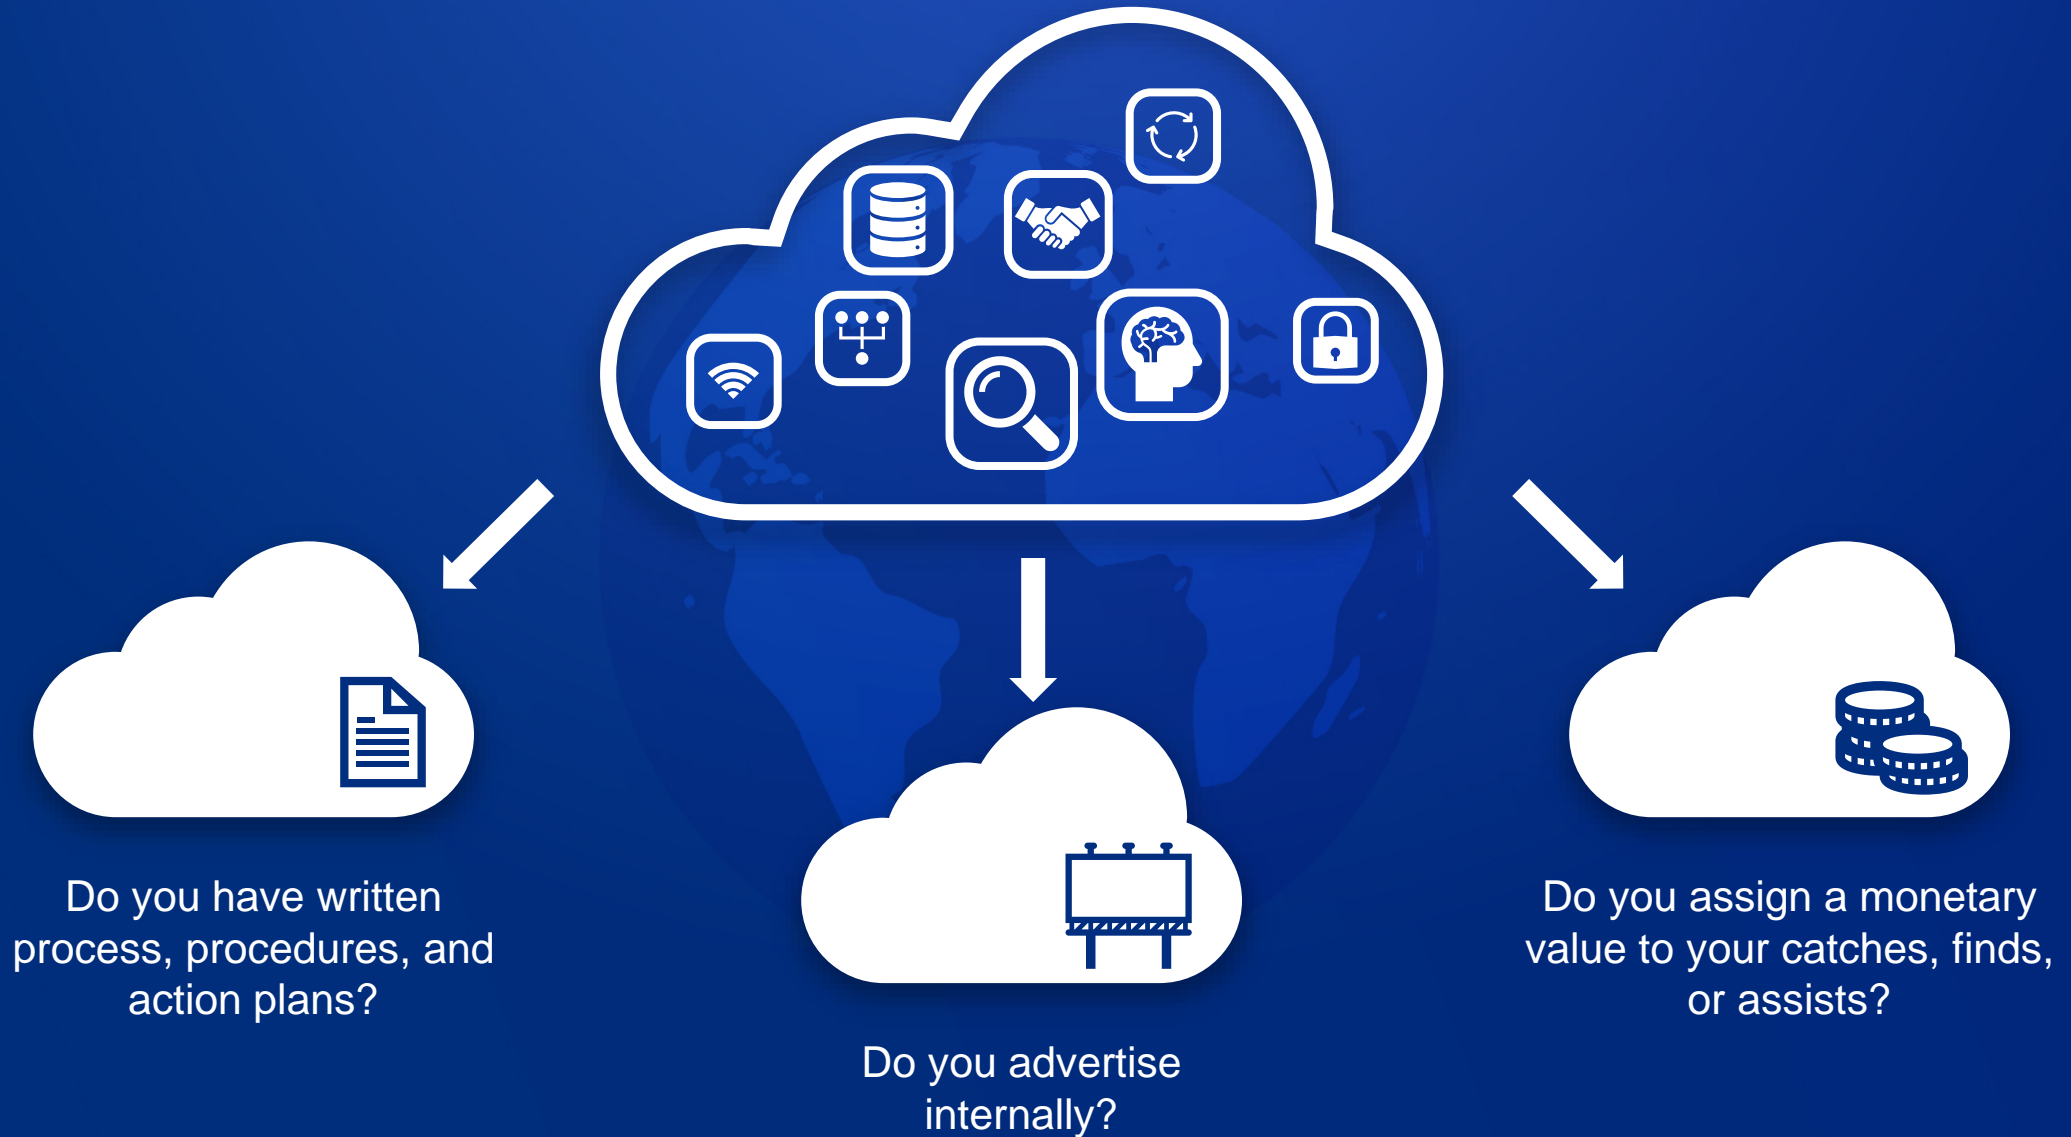 Do you have written
process, procedures, and
action plans?
Do you advertise
internally?
Do you assign a monetary
value to your catches, finds,
or assists?